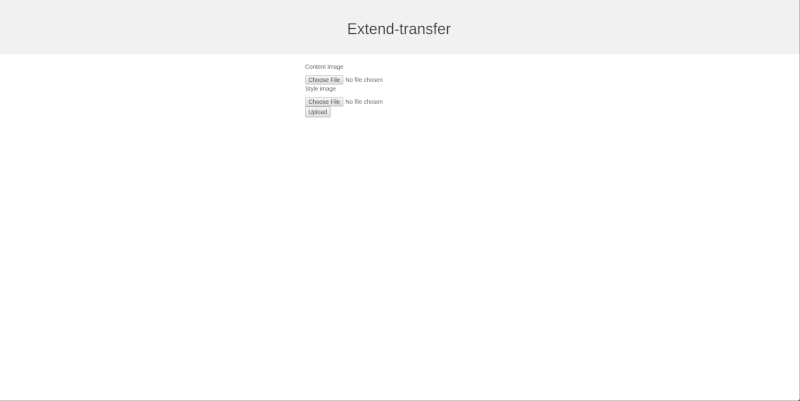 Extend-transfer
Content image
Choose File No file chosen
Style image
Choose File No file chosen
Upload